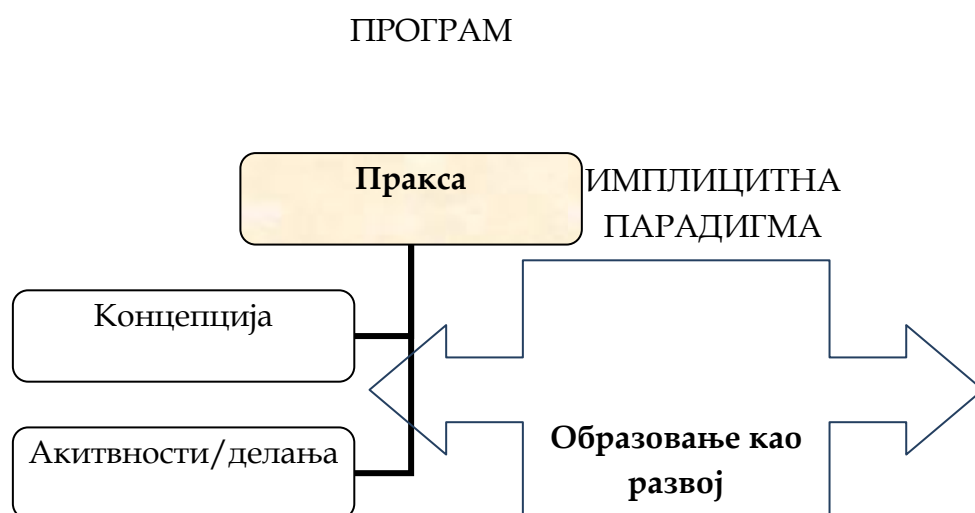 ПРОГРАМ
Пракса
ИМПЛИЦИТНА
ПАРАДИГМА
Концепција
Акитвности/делања
Образовање као
развој